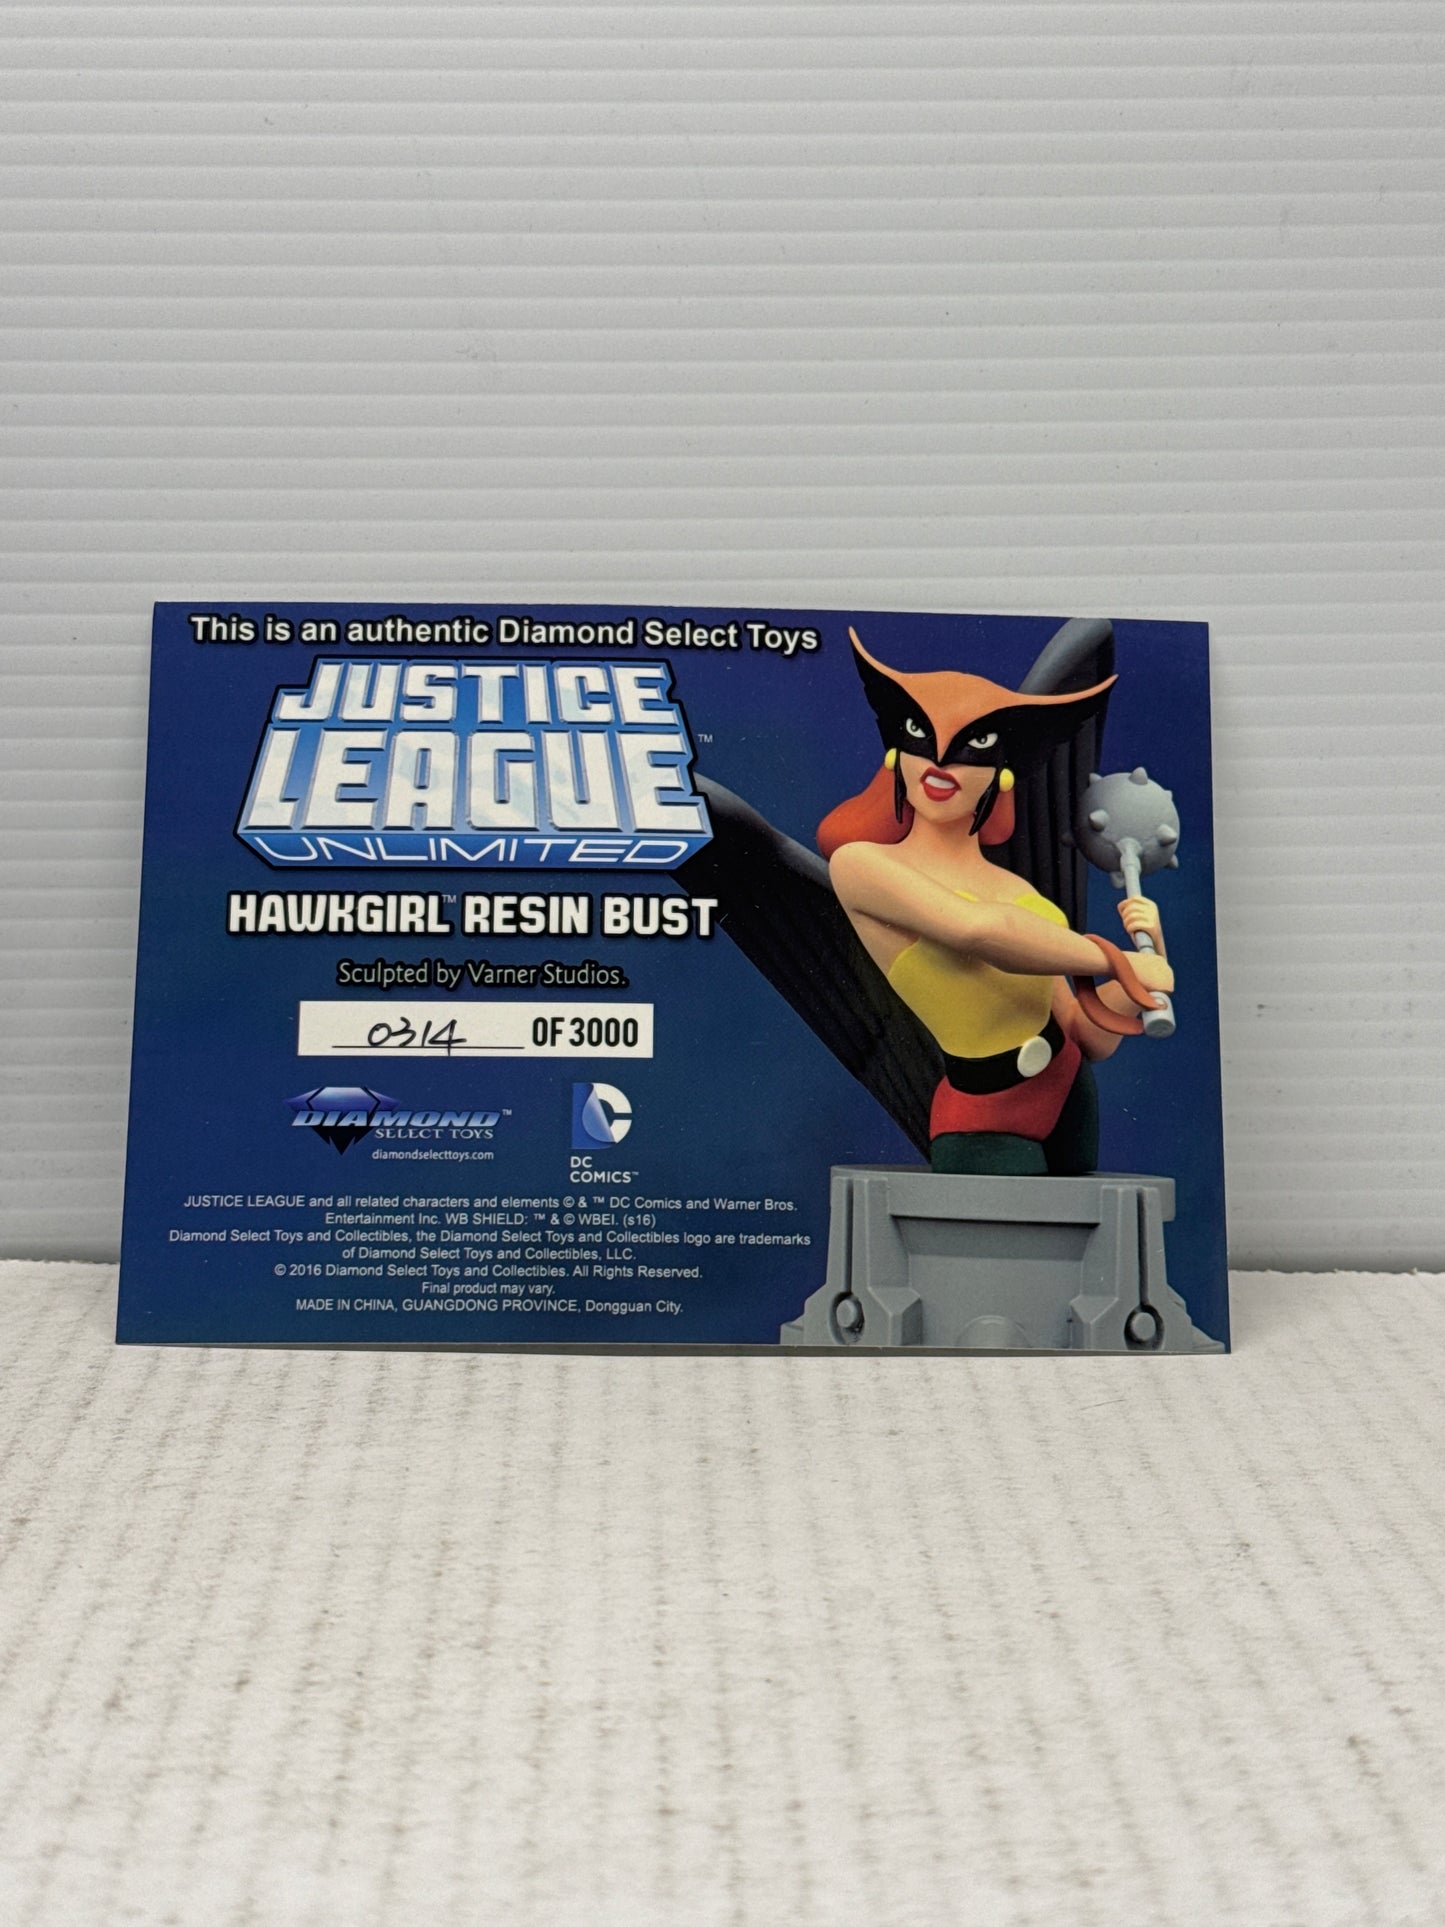 This is an authentic Diamond Select Toys
JUSTICE
LEAGUE™
UNLIMITED
HAWKGIRL™ RESIN BUST
Sculpted by Varner Studios.
0314 OF 3000
DIAMOND™
SELECT TOYS
diamondselecttoys.com
DC
COMICS™
JUSTICE LEAGUE and all related characters and elements © & ™ DC Comics and Warner Bros.
Entertainment Inc. WB SHIELD: ™ & © WBEI. (s16)
Diamond Select Toys and Collectibles, the Diamond Select Toys and Collectibles logo are trademarks
of Diamond Select Toys and Collectibles, LLC.
© 2016 Diamond Select Toys and Collectibles. All Rights Reserved.
Final product may vary.
MADE IN CHINA, GUANGDONG PROVINCE, Dongguan City.